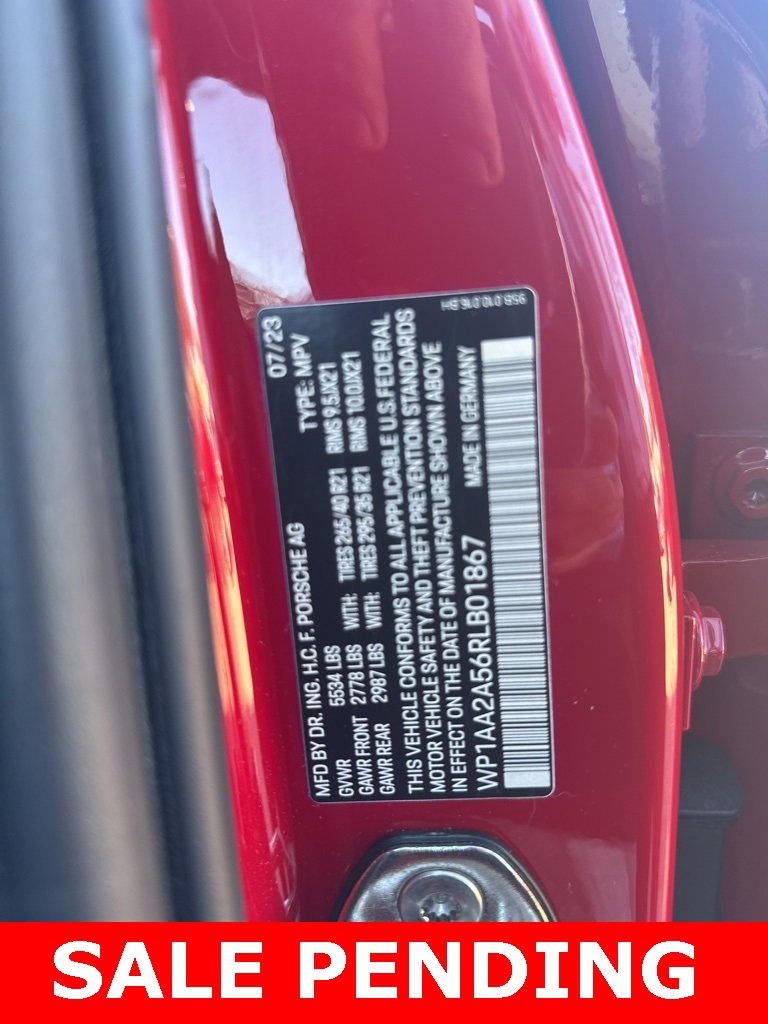 MFD BY DR. ING. H.C. F. PORSCHE AG 07/23
GVWR 5534 LBS TYPE: MPV
GAWR FRONT 2778 LBS WITH: TIRES 265/40 R21 RIMS 9.5JX21
GAWR REAR 2987 LBS WITH: TIRES 295/35 R21 RIMS 10.0JX21
THIS VEHICLE CONFORMS TO ALL APPLICABLE U.S. FEDERAL
MOTOR VEHICLE SAFETY AND THEFT PREVENTION STANDARDS
IN EFFECT ON THE DATE OF MANUFACTURE SHOWN ABOVE
WP1AA2A56RLB01867 MADE IN GERMANY
95B.010.016.BH
SALE PENDING